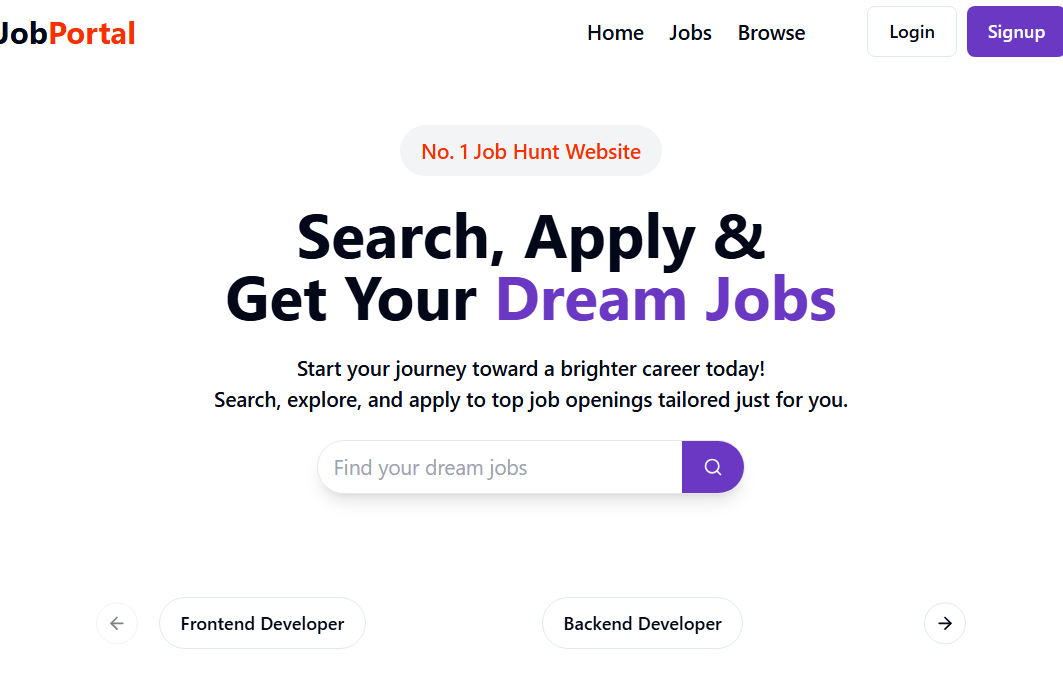 JobPortal
Home Jobs Browse Login Signup
No. 1 Job Hunt Website
Search, Apply &
Get Your Dream Jobs
Start your journey toward a brighter career today!
Search, explore, and apply to top job openings tailored just for you.
Find your dream jobs
Frontend Developer Backend Developer